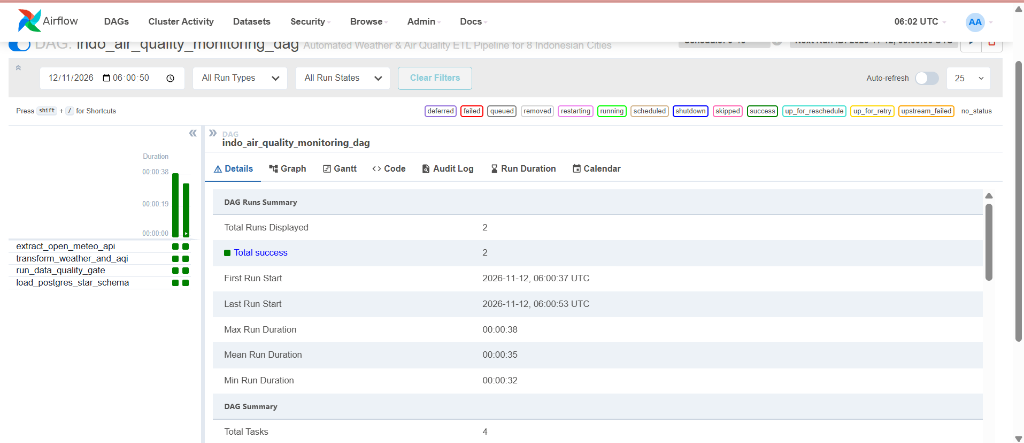 Airflow DAGs Cluster Activity Datasets Security Browse Admin Docs 06:02 UTC AA
DAG: indo_air_quality_monitoring_dag Automated Weather & Air Quality ETL Pipeline for 8 Indonesian Cities
12/11/2026 06:00:50 All Run Types All Run States Clear Filters Auto-refresh 25
Press shift + / for Shortcuts deferred failed queued removed restarting running scheduled shutdown skipped success up_for_reschedule up_for_retry upstream_failed no_status
DAG
indo_air_quality_monitoring_dag
Duration
00:00:38
00:00:19
00:00:00
extract_open_meteo_api
transform_weather_and_aqi
run_data_quality_gate
load_postgres_star_schema
Details Graph Gantt Code Audit Log Run Duration Calendar
DAG Runs Summary
Total Runs Displayed 2
Total success 2
First Run Start 2026-11-12, 06:00:37 UTC
Last Run Start 2026-11-12, 06:00:53 UTC
Max Run Duration 00:00:38
Mean Run Duration 00:00:35
Min Run Duration 00:00:32
DAG Summary
Total Tasks 4